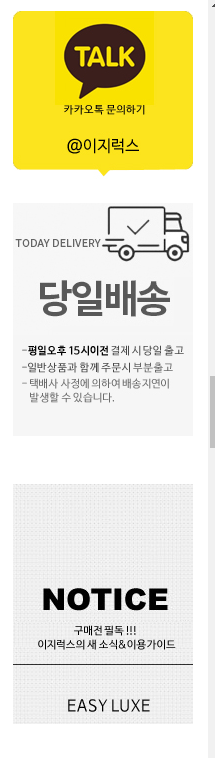 TALK
카카오톡 문의하기
@이지럭스
TODAY DELIVERY
당일배송
-평일오후 15시이전 결제 시 당일 출고
-일반상품과 함께 주문시 부분출고
- 택배사 사정에 의하여 배송지연이
발생할 수 있습니다.
NOTICE
구매전 필독 !!!
이지럭스의 새 소식&이용가이드
EASY LUXE